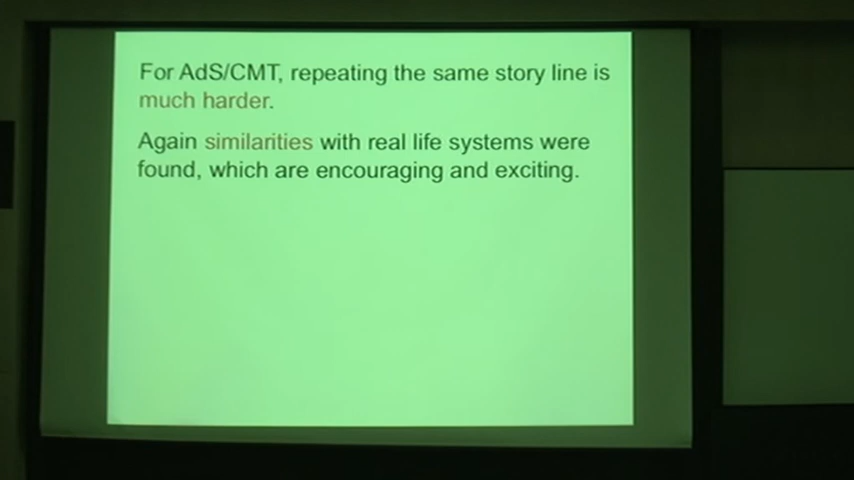 For AdS/CMT, repeating the same story line is
much harder.
Again similarities with real life systems were
found, which are encouraging and exciting.